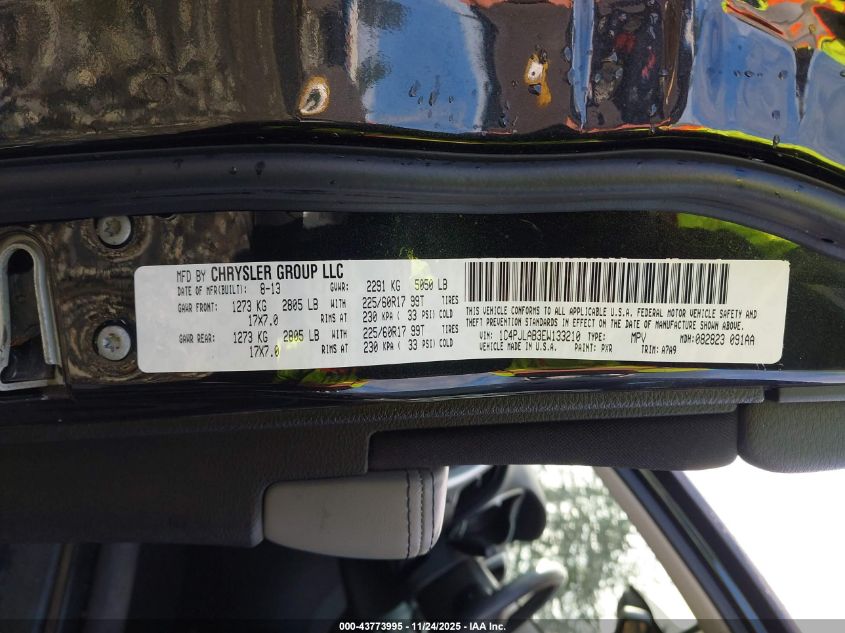 MFD BY CHRYSLER GROUP LLC
DATE OF MFR(BUILT): 8-13 GVWR: 2291 KG 5050 LB
GAWR FRONT: 1273 KG 2805 LB WITH 225/60R17 99T TIRES
17X7.0 RIMS AT 230 KPA ( 33 PSI) COLD
GAWR REAR: 1273 KG 2805 LB WITH 225/60R17 99T TIRES
17X7.0 RIMS AT 230 KPA ( 33 PSI) COLD
THIS VEHICLE CONFORMS TO ALL APPLICABLE U.S.A. FEDERAL MOTOR VEHICLE SAFETY AND
THEFT PREVENTION STANDARDS IN EFFECT ON THE DATE OF MANUFACTURE SHOWN ABOVE.
VIN: 1C4PJLAB3EW133210 TYPE: MPV MDH: 082823 091AA
VEHICLE MADE IN U.S.A. PAINT: PXR TRIM: A7A9
000-43773995 - 11/24/2025 - IAA Inc.